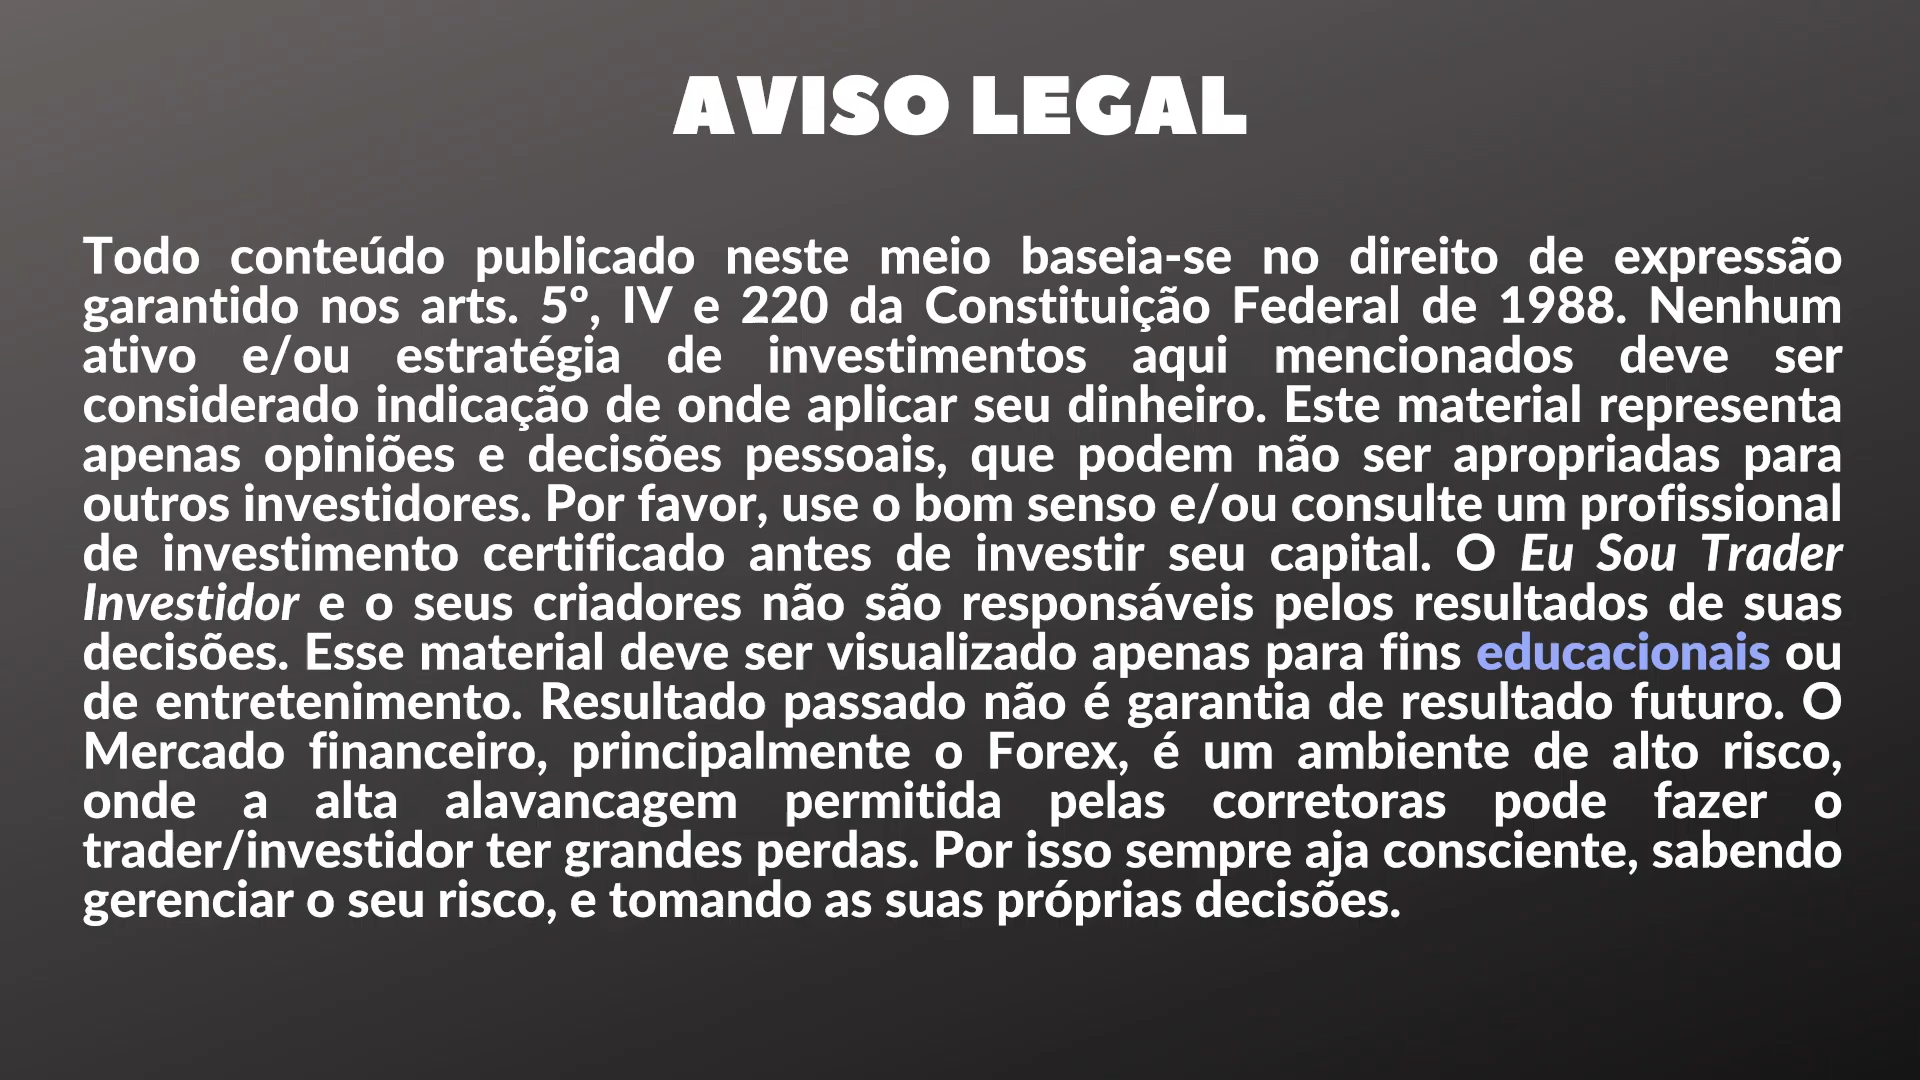 AVISO LEGAL
Todo conteúdo publicado neste meio baseia-se no direito de expressão
garantido nos arts. 5º, IV e 220 da Constituição Federal de 1988. Nenhum
ativo e/ou estratégia de investimentos aqui mencionados deve ser
considerado indicação de onde aplicar seu dinheiro. Este material representa
apenas opiniões e decisões pessoais, que podem não ser apropriadas para
outros investidores. Por favor, use o bom senso e/ou consulte um profissional
de investimento certificado antes de investir seu capital. O Eu Sou Trader
Investidor e o seus criadores não são responsáveis pelos resultados de suas
decisões. Esse material deve ser visualizado apenas para fins educacionais ou
de entretenimento. Resultado passado não é garantia de resultado futuro. O
Mercado financeiro, principalmente o Forex, é um ambiente de alto risco,
onde a alta alavancagem permitida pelas corretoras pode fazer o
trader/investidor ter grandes perdas. Por isso sempre aja consciente, sabendo
gerenciar o seu risco, e tomando as suas próprias decisões.